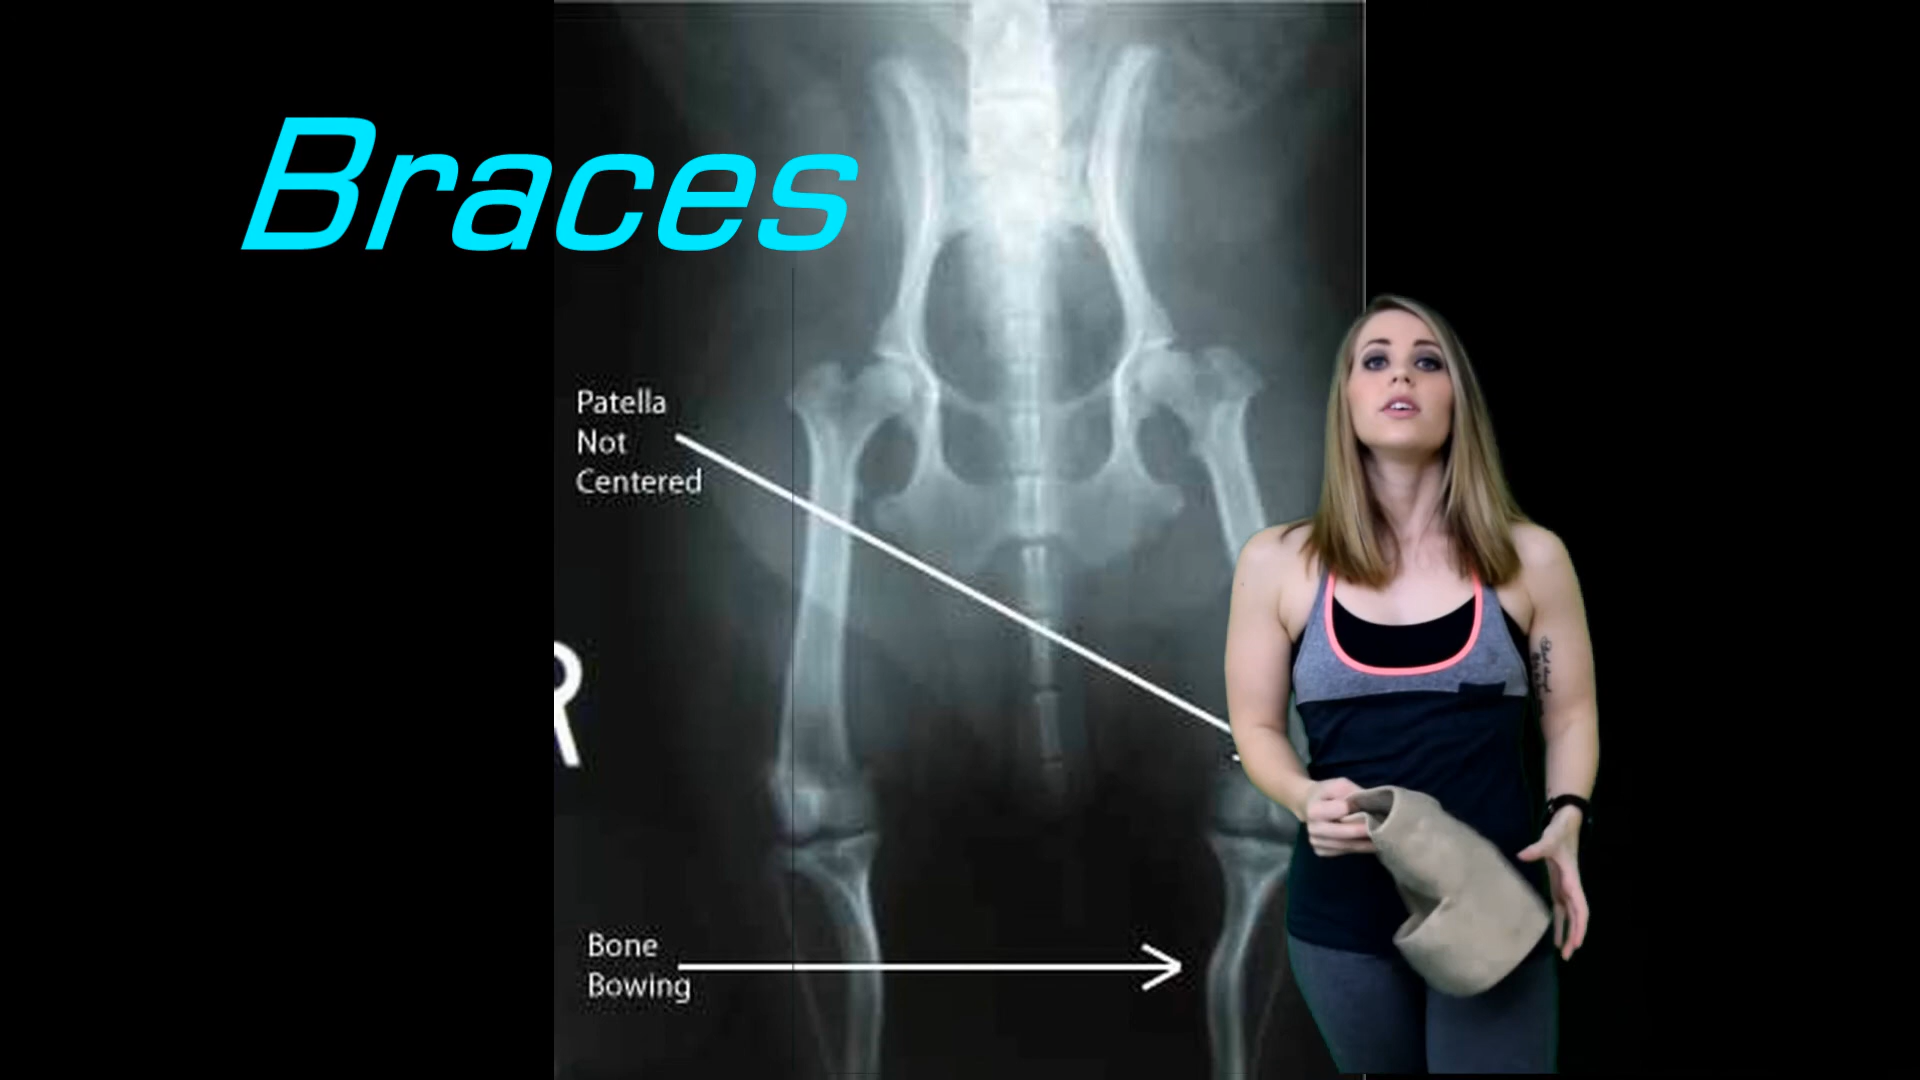 Braces
Patella
Not
Centered
R
Bone
Bowing